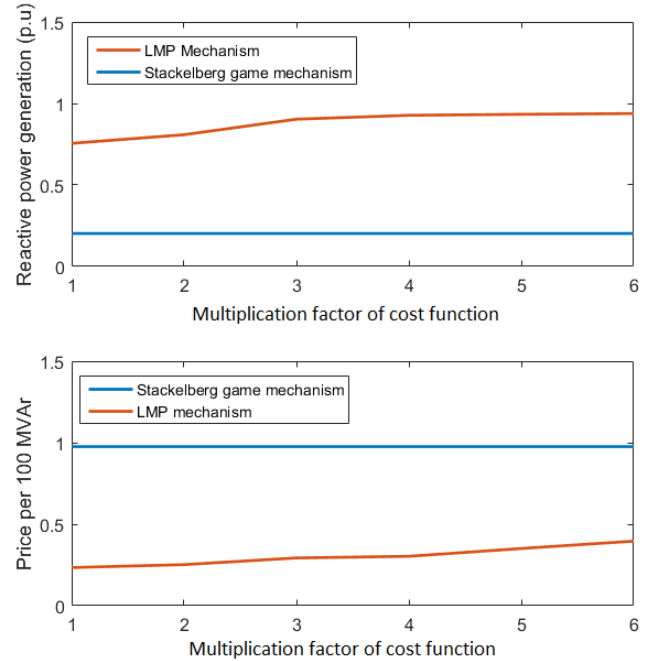 1.5
LMP Mechanism
Stackelberg game mechanism
1
0.5
0
Reactive power generation (p.u)
1 2 3 4 5 6
Multiplication factor of cost function
1.5
Stackelberg game mechanism
LMP mechanism
1
0.5
0
Price per 100 MVAr
1 2 3 4 5 6
Multiplication factor of cost function